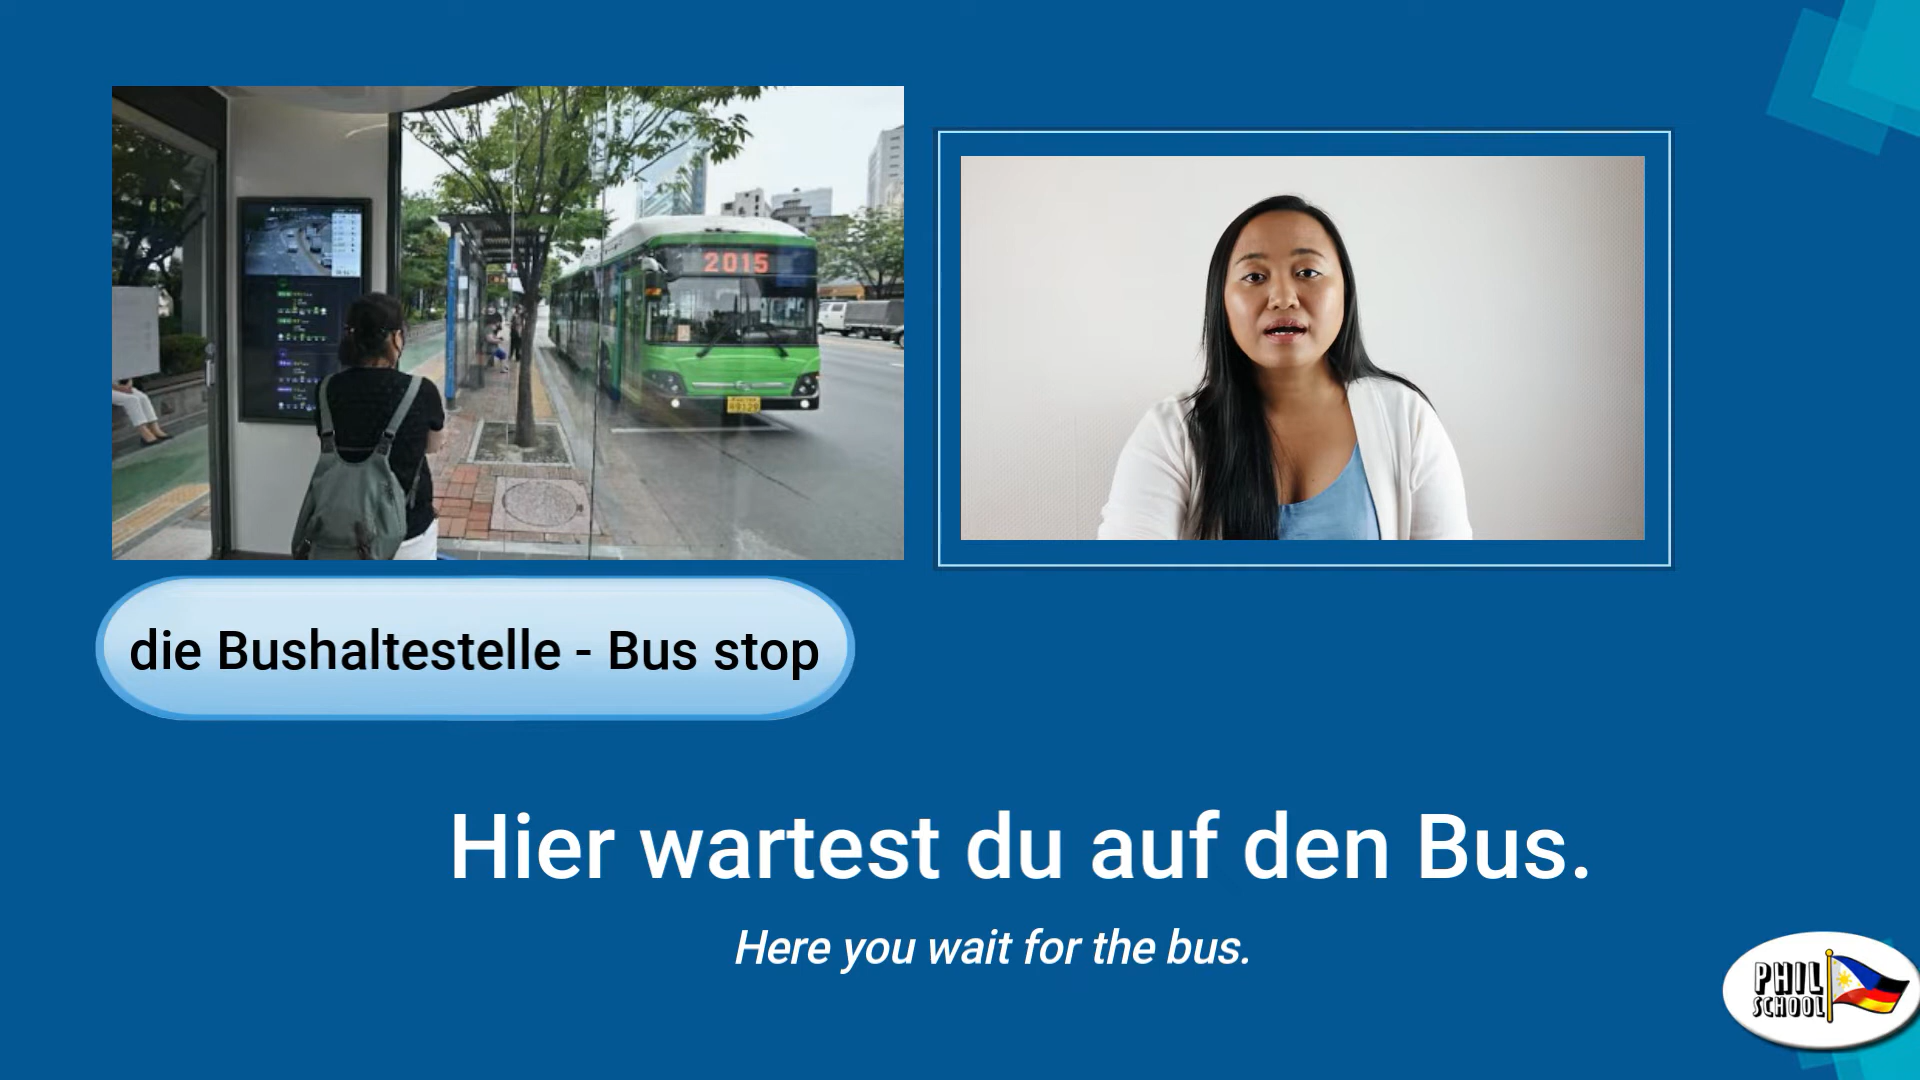 2015
die Bushaltestelle - Bus stop
Hier wartest du auf den Bus.
Here you wait for the bus.
PHIL
SCHOOL